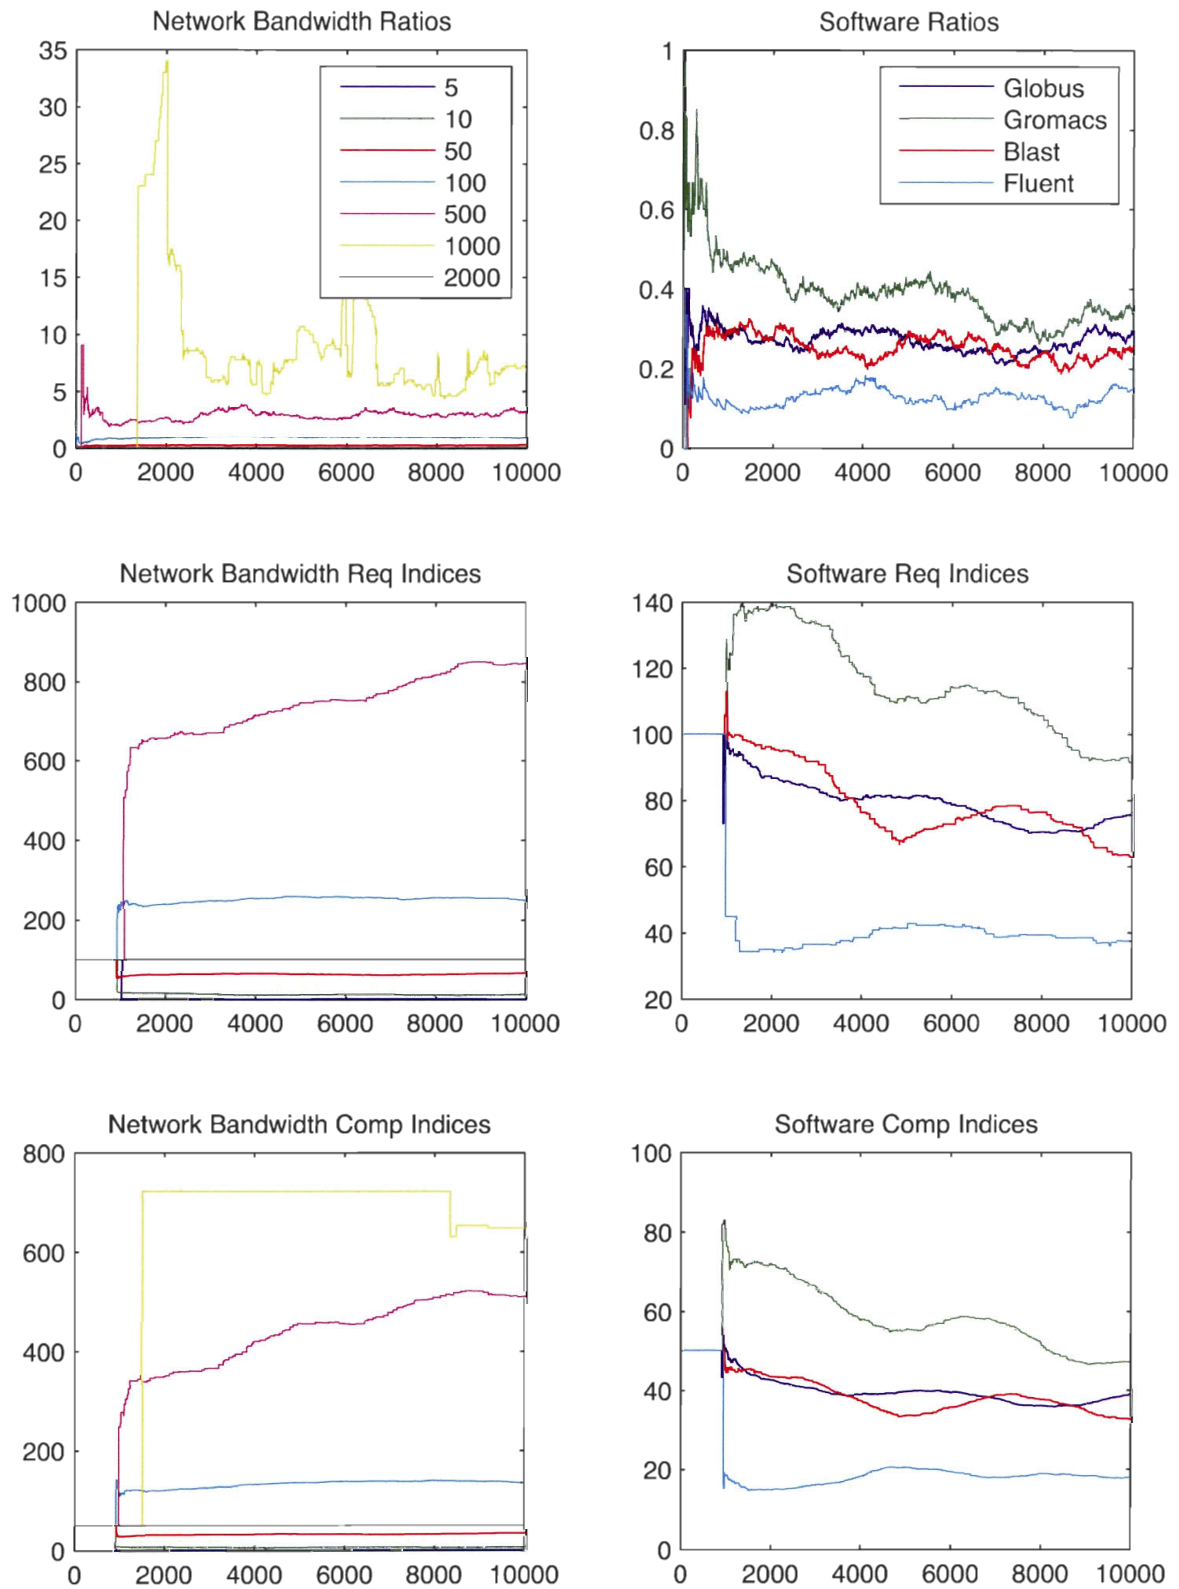 Network Bandwidth Ratios
35
30
25
20
15
10
5
0
0 2000 4000 6000 8000 10000
5
10
50
100
500
1000
2000
Software Ratios
1
0.8
0.6
0.4
0.2
0
0 2000 4000 6000 8000 10000
Globus
Gromacs
Blast
Fluent
Network Bandwidth Req Indices
1000
800
600
400
200
0
0 2000 4000 6000 8000 10000
Software Req Indices
140
120
100
80
60
40
20
0 2000 4000 6000 8000 10000
Network Bandwidth Comp Indices
800
600
400
200
0
0 2000 4000 6000 8000 10000
Software Comp Indices
100
80
60
40
20
0
0 2000 4000 6000 8000 10000